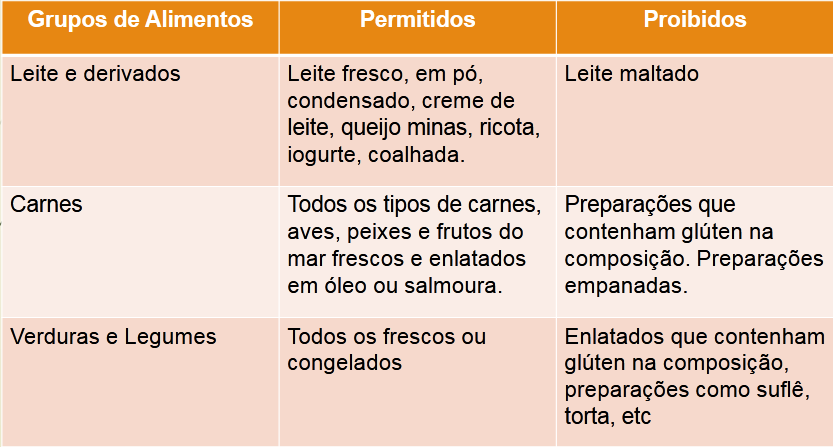 Grupos de Alimentos
Permitidos
Proibidos
Leite e derivados
Leite fresco, em pó,
condensado, creme de
leite, queijo minas, ricota,
iogurte, coalhada.
Leite maltado
Carnes
Todos os tipos de carnes,
aves, peixes e frutos do
mar frescos e enlatados
em óleo ou salmoura.
Preparações que
contenham glúten na
composição. Preparações
empanadas.
Verduras e Legumes
Todos os frescos ou
congelados
Enlatados que contenham
glúten na composição,
preparações como suflê,
torta, etc